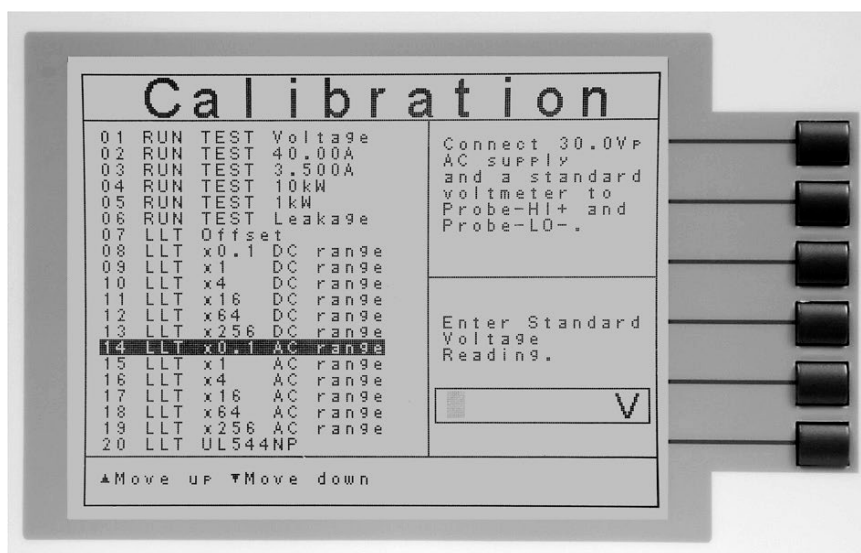 Calibration
01 RUN TEST Voltage
02 RUN TEST 40.00A
03 RUN TEST 3.500A
04 RUN TEST 10kW
05 RUN TEST 1kW
06 RUN TEST Leakage
07 LLT Offset
08 LLT x0.1 DC range
09 LLT x1 DC range
10 LLT x4 DC range
11 LLT x16 DC range
12 LLT x64 DC range
13 LLT x256 DC range
14 LLT x0.1 AC range
15 LLT x1 AC range
16 LLT x4 AC range
17 LLT x16 AC range
18 LLT x64 AC range
19 LLT x256 AC range
20 LLT UL544NP
Connect 30.0Vp
AC supply
and a standard
voltmeter to
Probe-HI+ and
Probe-LO-.
Enter Standard
Voltage
Reading.
V
▲Move up ▼Move down